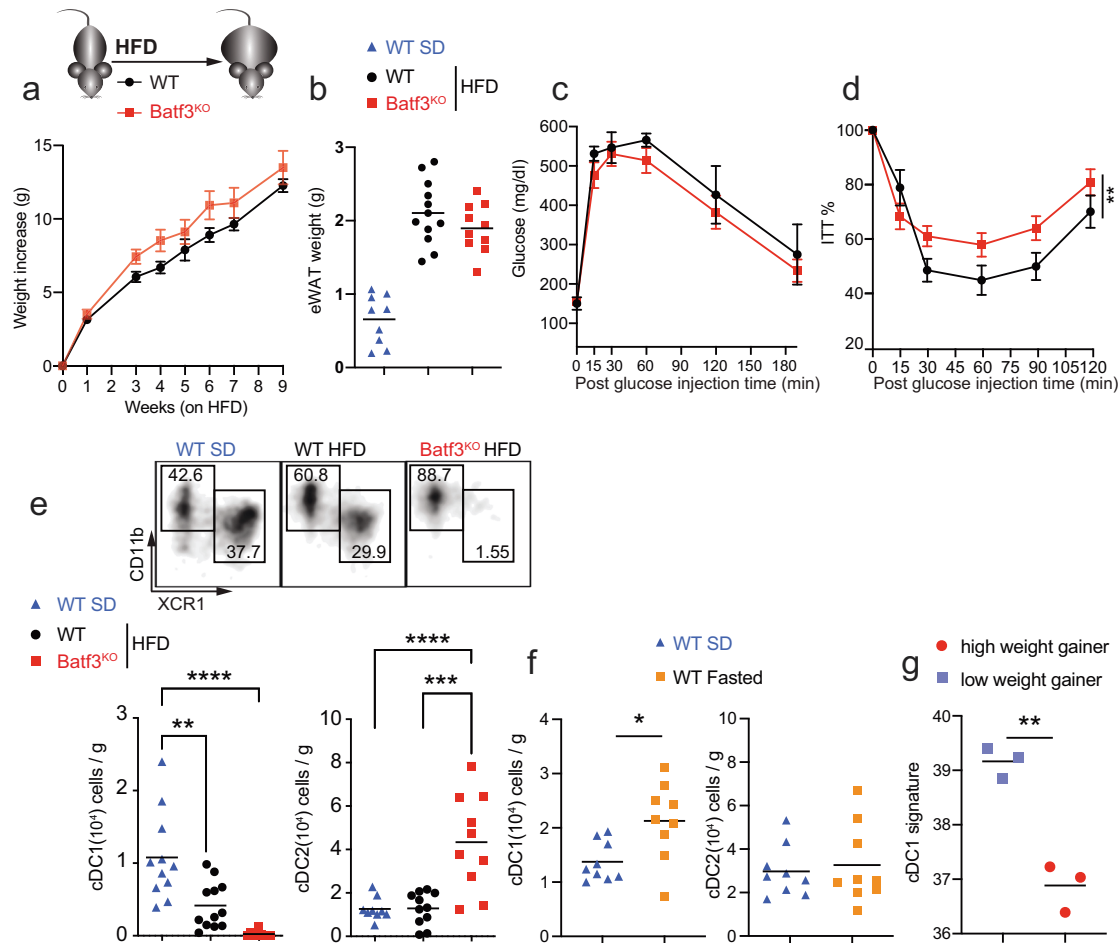 HFD
WT
Batf3KO
a
Weight increase (g)
15
10
5
0
0 1 2 3 4 5 6 7 8 9
Weeks (on HFD)
b
WT SD
WT
Batf3KO
HFD
eWAT weight (g)
3
2
1
0
c
Glucose (mg/dl)
600
500
400
300
200
100
0 15 30 60 90 120 150 180
Post glucose injection time (min)
d
ITT %
100
80
60
40
20
**
0 15 30 45 60 75 90 105 120
Post glucose injection time (min)
e
WT SD
WT HFD
Batf3KO HFD
42.6
37.7
60.8
29.9
88.7
1.55
CD11b
XCR1
WT SD
WT
Batf3KO
HFD
cDC1(10⁴) cells / g
3
2
1
0
****
**
cDC2(10⁴) cells / g
10
8
6
4
2
0
****
***
f
WT SD
WT Fasted
cDC1(10⁴) cells / g
4
3
2
1
0
*
cDC2(10⁴) cells / g
10
8
6
4
2
0
g
high weight gainer
low weight gainer
cDC1 signature
40
39
38
37
36
**